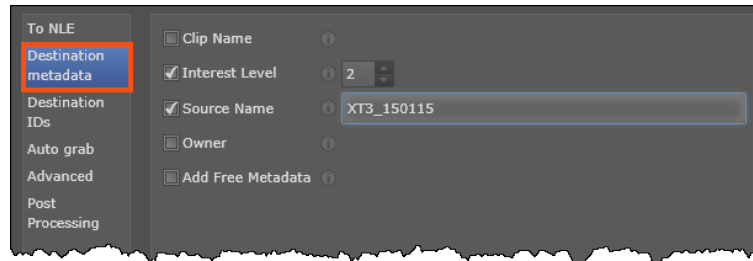 To NLE
Destination
metadata
Destination
IDs
Auto grab
Advanced
Post
Processing
Clip Name
Interest Level 2
Source Name XT3_150115
Owner
Add Free Metadata